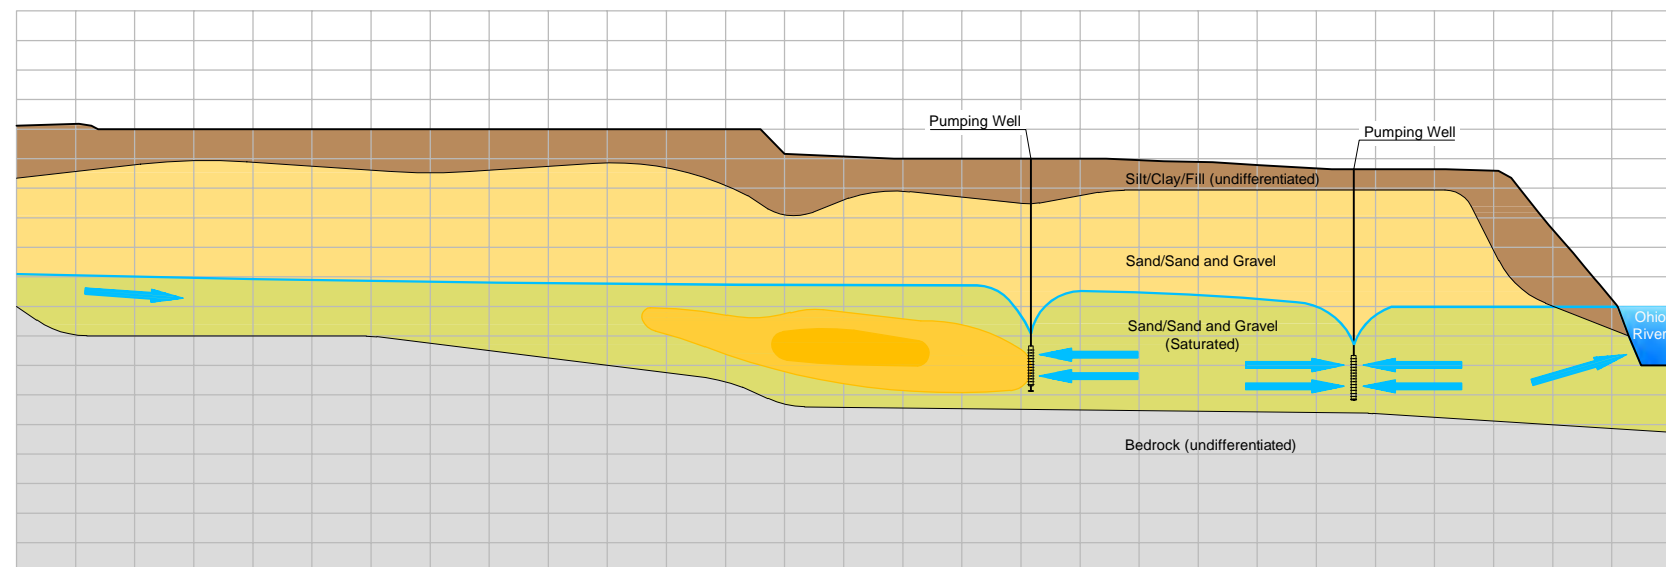 Pumping Well
Pumping Well
Silt/Clay/Fill (undifferentiated)
Sand/Sand and Gravel
Sand/Sand and Gravel
(Saturated)
Ohio
River
Bedrock (undifferentiated)